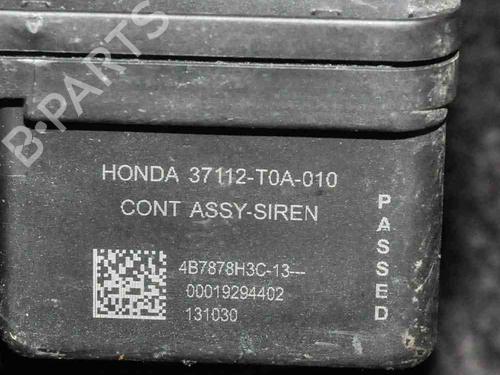 B-PARTS
HONDA 37112-T0A-010
CONT ASSY-SIREN
4B7878H3C-13---
00019294402
131030
PASSED